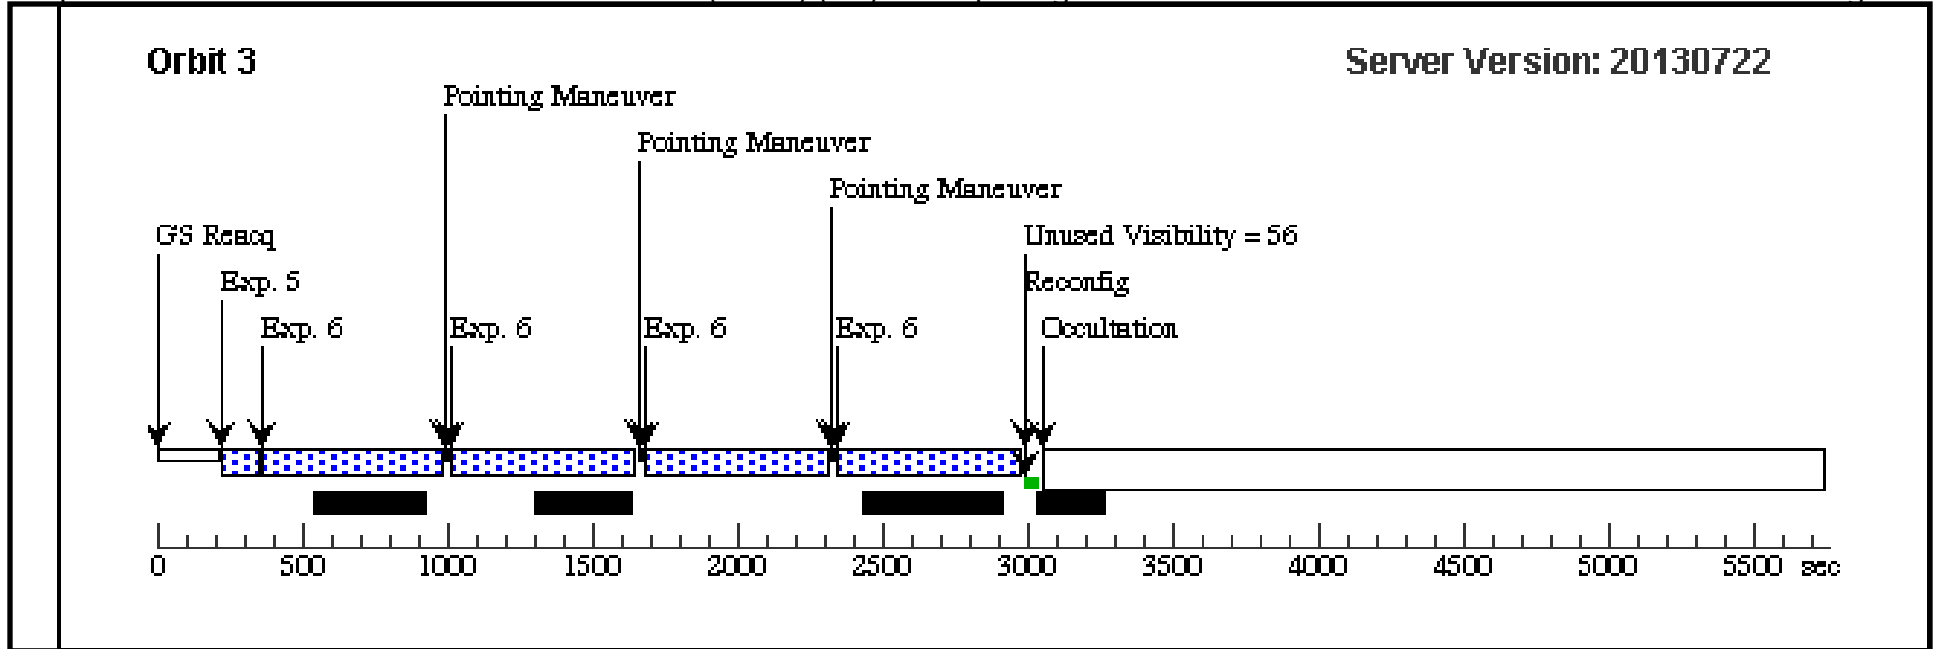 Orbit 3
Server Version: 20130722
Pointing Maneuver
Pointing Maneuver
Pointing Maneuver
GS Reacq
Unused Visibility = 56
Exp. 5
Reconfig
Exp. 6
Exp. 6
Exp. 6
Exp. 6
Occultation
0 500 1000 1500 2000 2500 3000 3500 4000 4500 5000 5500 sec